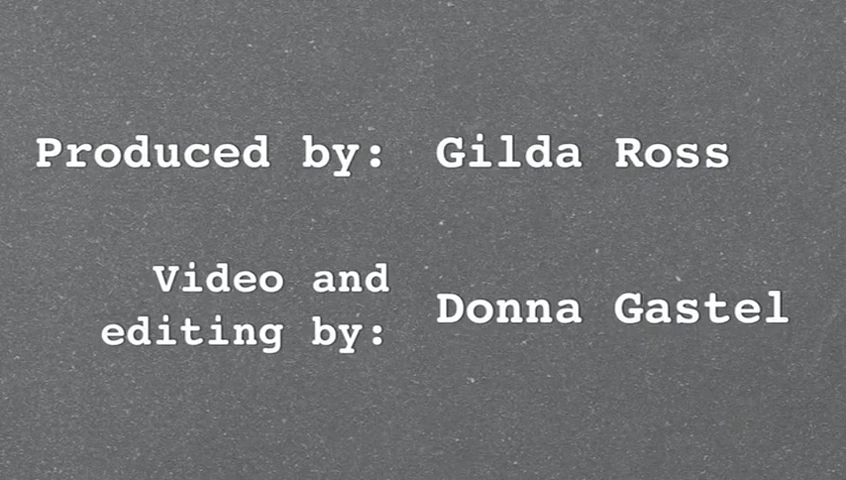 Produced by: Gilda Ross
Video and
editing by:
Donna Gastel